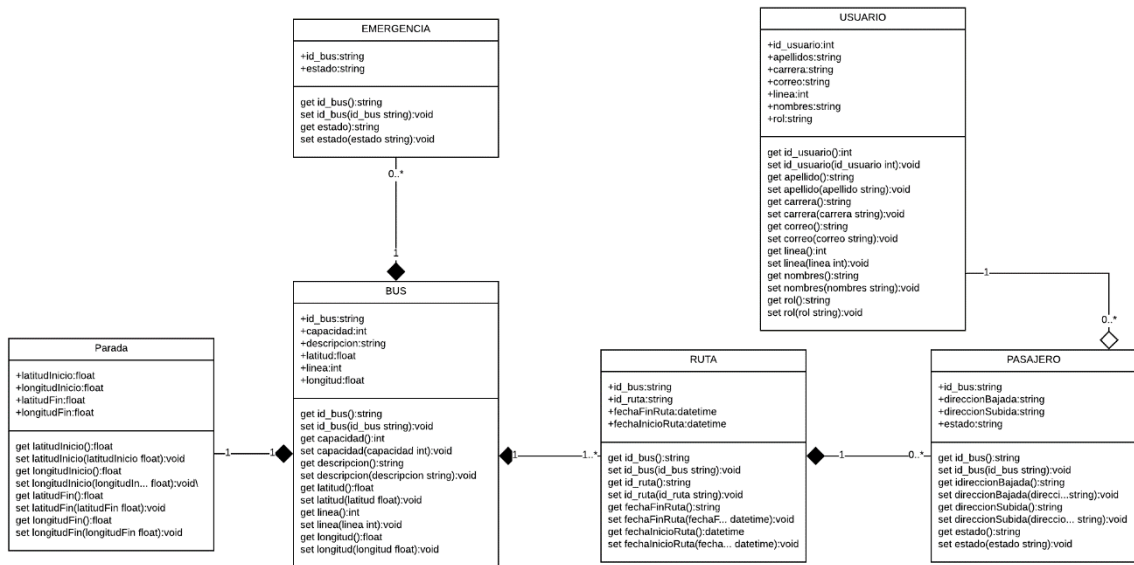 EMERGENCIA
+id_bus:string
+estado:string
get id_bus():string
set id_bus(id_bus string):void
get estado):string
set estado(estado string):void
0..*
1
USUARIO
+id_usuario:int
+apellidos:string
+carrera:string
+correo:string
+linea:int
+nombres:string
+rol:string
get id_usuario():int
set id_usuario(id_usuario int):void
get apellido():string
set apellido(apellido string):void
get carrera():string
set carrera(carrera string):void
get correo():string
set correo(correo string):void
get linea():int
set linea(linea int):void
get nombres():string
set nombres(nombres string):void
get rol():string
set rol(rol string):void
1
0..*
Parada
+latitudInicio:float
+longitudInicio:float
+latitudFin:float
+longitudFin:float
get latitudInicio():float
set latitudInicio(latitudInicio float):void
get longitudInicio():float
set longitudInicio(longitudIn... float):void\
get latitudFin():float
set latitudFin(latitudFin float):void
get longitudFin():float
set longitudFin(longitudFin float):void
1
1
BUS
+id_bus:string
+capacidad:int
+descripcion:string
+latitud:float
+linea:int
+longitud:float
get id_bus():string
set id_bus(id_bus string):void
get capacidad():int
set capacidad(capacidad int):void
get descripcion():string
set descripcion(descripcion string):void
get latitud():float
set latitud(latitud float):void
get linea():int
set linea(linea int):void
get longitud():float
set longitud(longitud float):void
1
1..*
RUTA
+id_bus:string
+id_ruta:string
+fechaFinRuta:datetime
+fechaInicioRuta:datetime
get id_bus():string
set id_bus(id_bus string):void
get id_ruta():string
set id_ruta(id_ruta string):void
get fechaFinRuta():string
set fechaFinRuta(fechaF... datetime):void
get fechaInicioRuta():datetime
set fechaInicioRuta(fecha... datetime):void
1
0..*
PASAJERO
+id_bus:string
+direccionBajada:string
+direccionSubida:string
+estado:string
get id_bus():string
set id_bus(id_bus string):void
get idireccionBajada():string
set direccionBajada(direcci...string):void
get direccionSubida():string
set direccionSubida(direccio... string):void
get estado():string
set estado(estado string):void